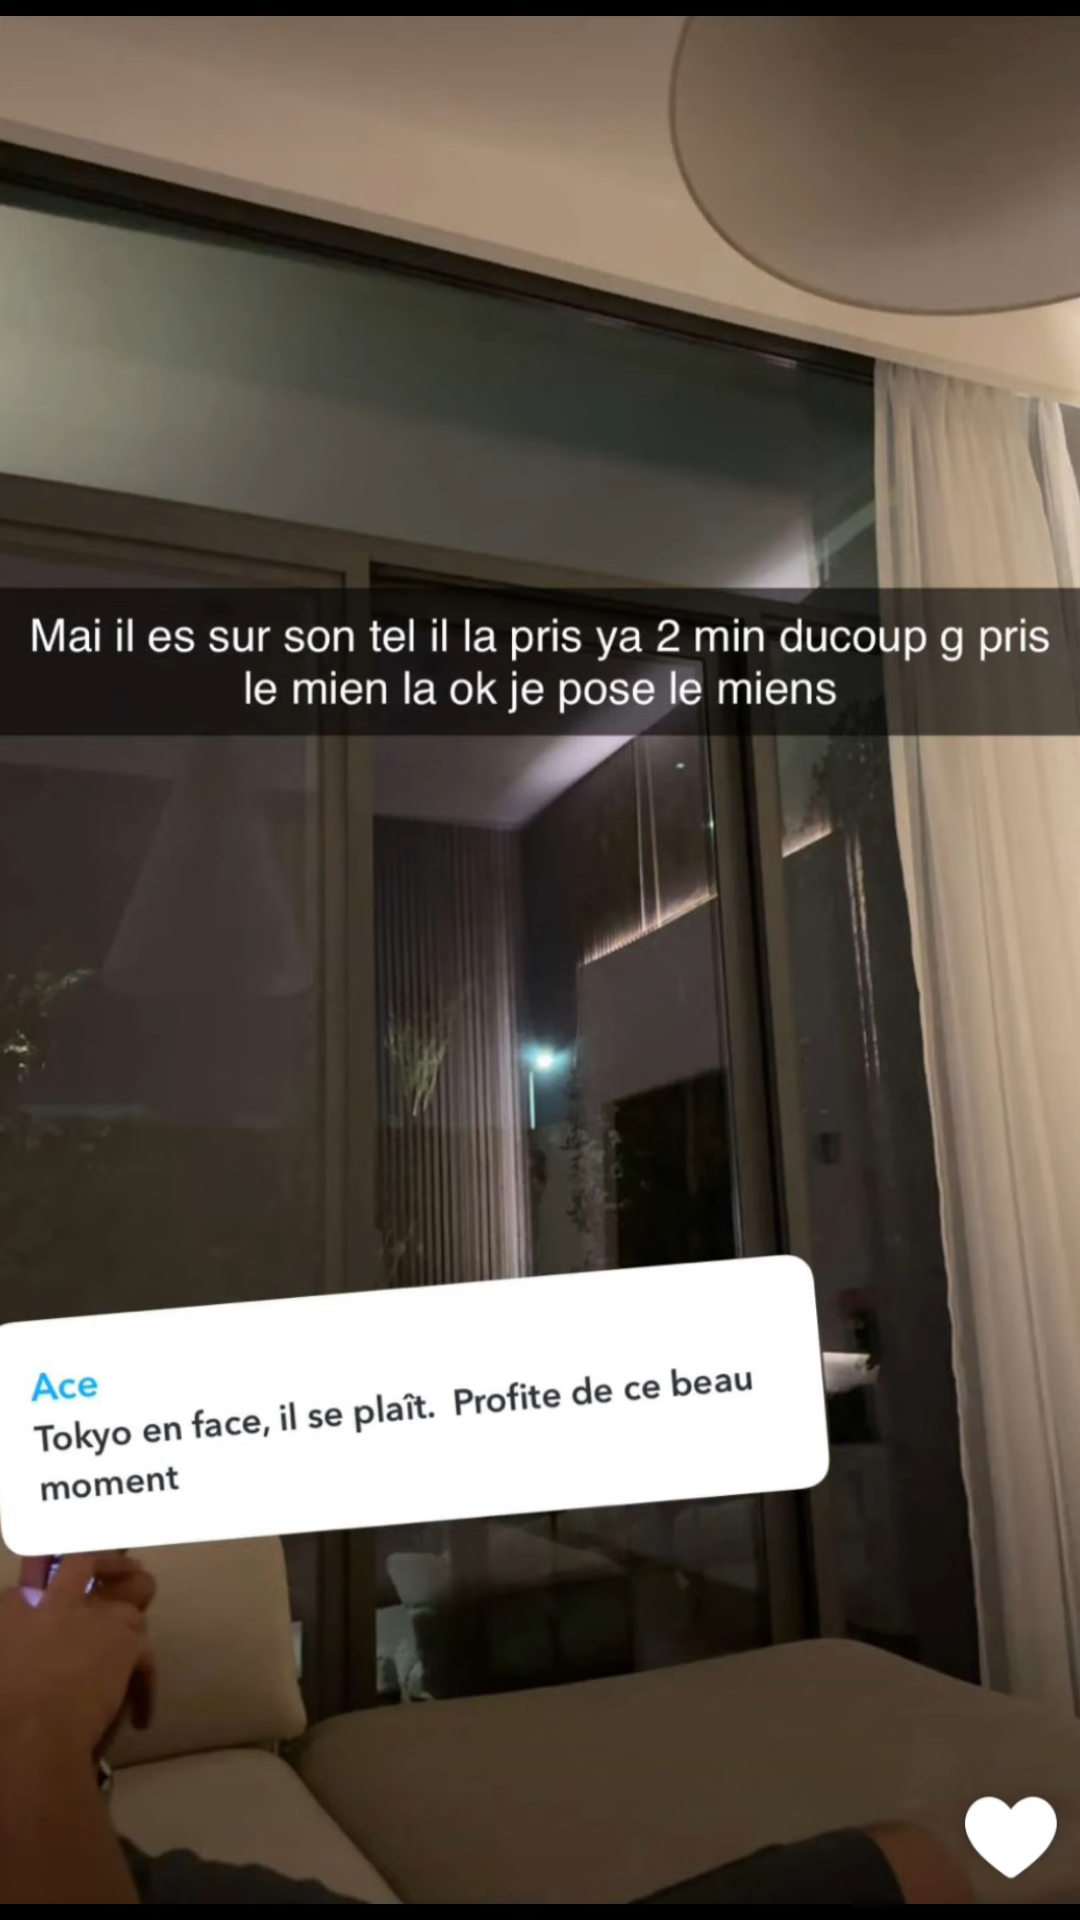 Mai il es sur son tel il la pris ya 2 min ducoup g pris
le mien la ok je pose le miens
Ace
Tokyo en face, il se plaît. Profite de ce beau
moment